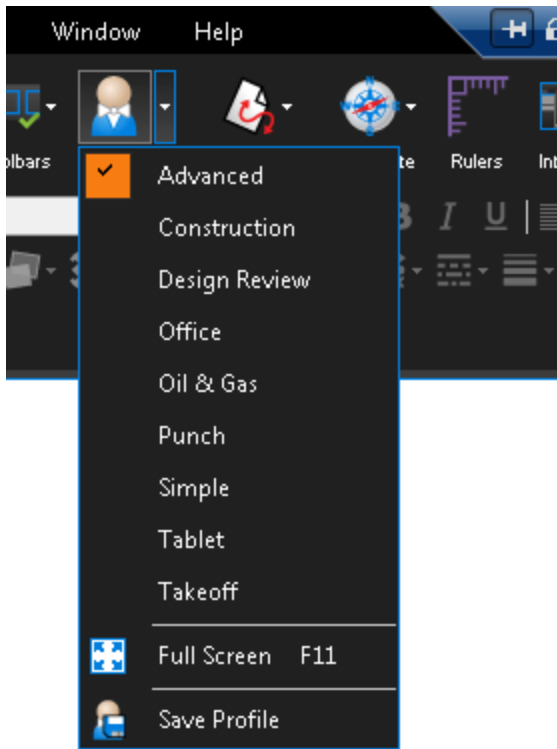 Window Help
olbars te Rulers Int
B I U
Advanced
Construction
Design Review
Office
Oil & Gas
Punch
Simple
Tablet
Takeoff
Full Screen F11
Save Profile